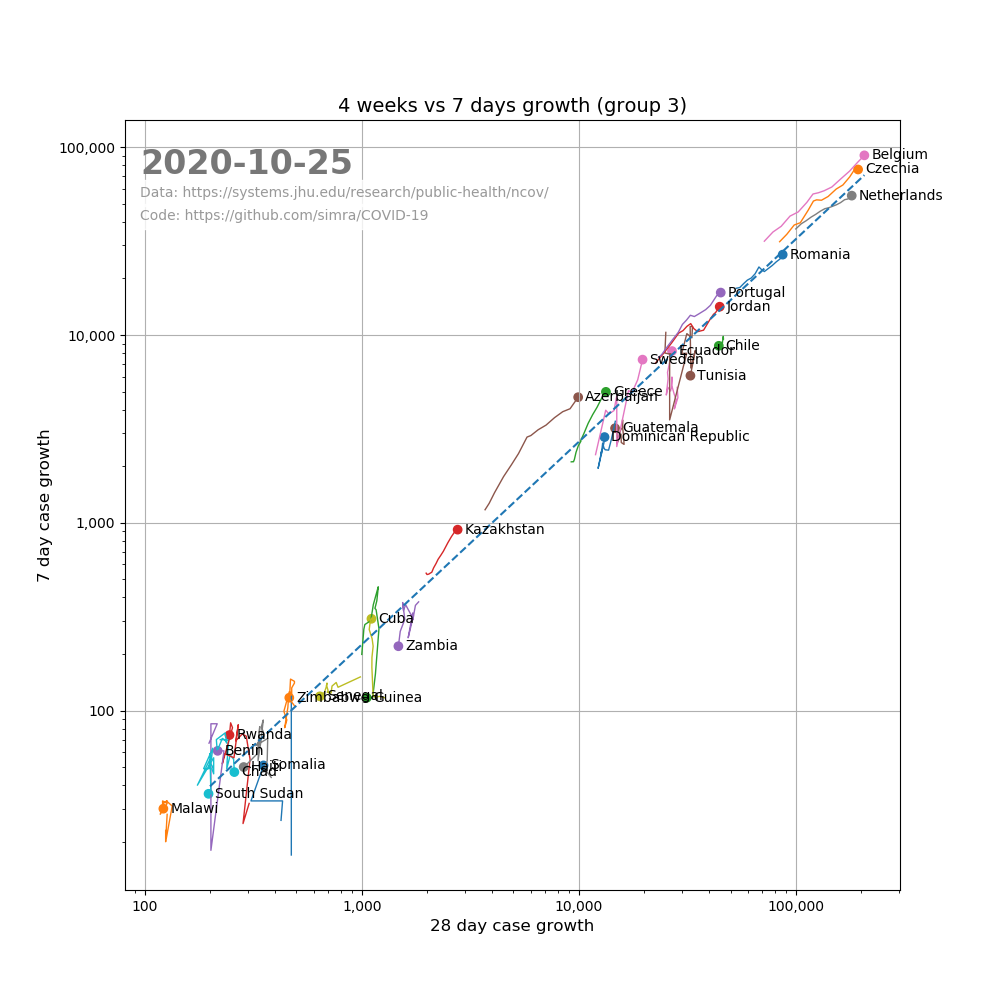 4 weeks vs 7 days growth (group 3)
2020-10-25
Data: https://systems.jhu.edu/research/public-health/ncov/
Code: https://github.com/simra/COVID-19
100,000
10,000
1,000
100
7 day case growth
Belgium
Czechia
Netherlands
Romania
Portugal
Jordan
Chile
Ecuador
Sweden
Tunisia
Greece
Azerbaijan
Guatemala
Dominican Republic
Kazakhstan
Cuba
Zambia
Zimbabwe
Senegal
Guinea
Rwanda
Benin
Somalia
Haiti
Chad
South Sudan
Malawi
100
1,000
10,000
100,000
28 day case growth